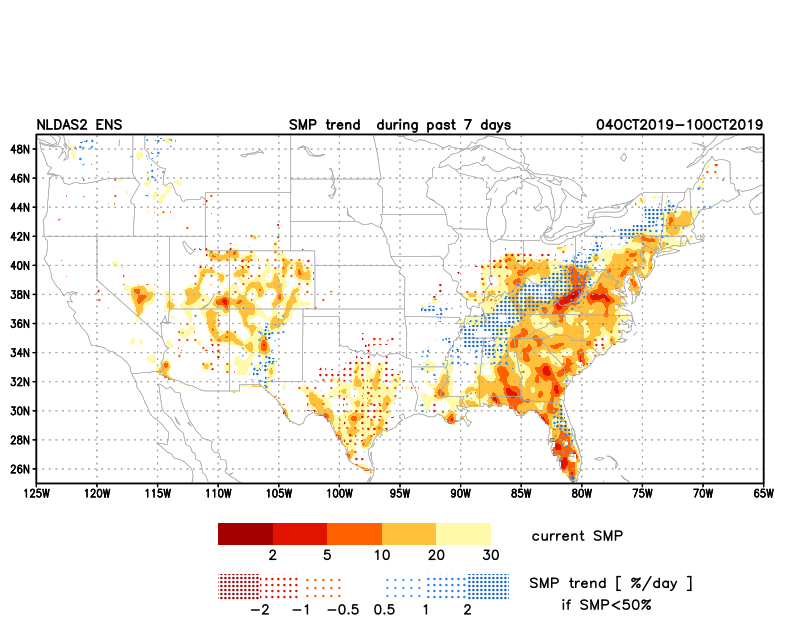 NLDAS2 ENS SMP trend during past 7 days 04OCT2019−10OCT2019
48N
46N
44N
42N
40N
38N
36N
34N
32N
30N
28N
26N
125W 120W 115W 110W 105W 100W 95W 90W 85W 80W 75W 70W 65W
current SMP
2 5 10 20 30
SMP trend [ %/day ]
−2 −1 −0.5 0.5 1 2
if SMP<50%